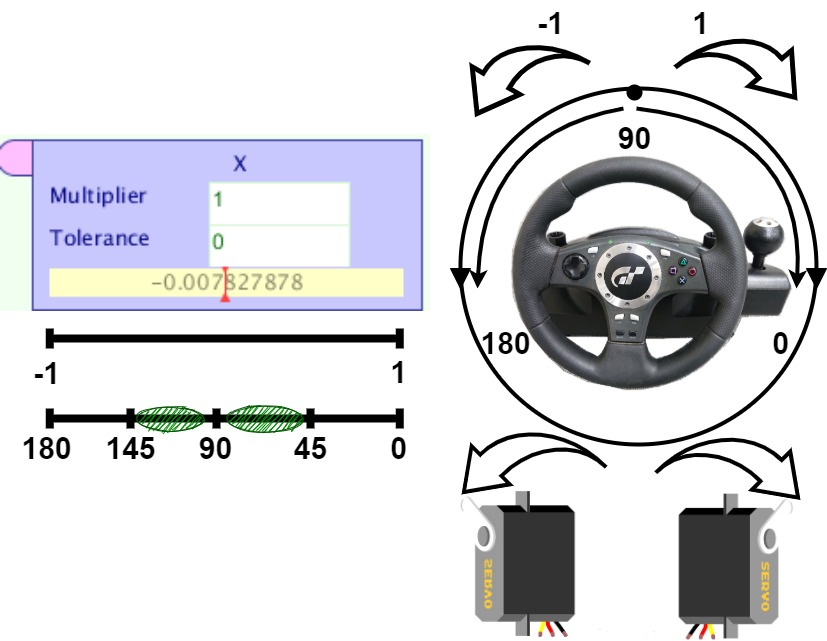 -1 1
90
X
Multiplier 1
Tolerance 0
-0.007827878
180 0
-1 1
180 145 90 45 0
SERVO SERVO